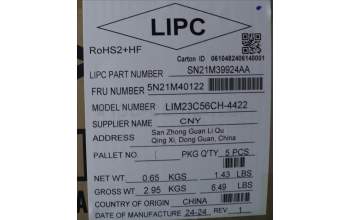 LIPC
RoHS2+HF
Carton ID 0610482406140001
LIPC PART NUMBER SN21M39924AA
FRU NUMBER 5N21M40122
MODEL NUMBER LIM23C56CH-4422
SUPPLIER NAME CNY
ADDRESS San Zhong Guan Li Qu
Qing Xi, Dong Guan, China
PALLET NO. PKG Q'TY 5 PCS
NET WT. 0.65 KGS 1.43 LBS
GROSS WT 2.95 KGS 6.49 LBS
COUNTRY OF ORIGIN CHINA
DATE OF MANUFACTURE 24-24 REV 1